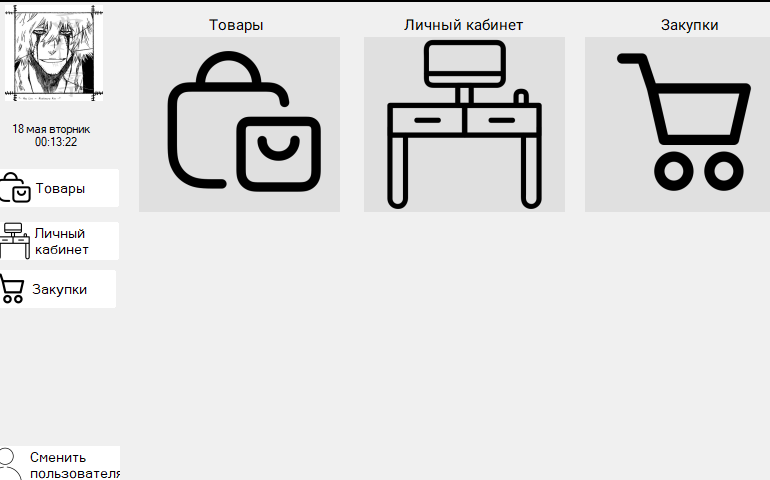 Товары
Личный кабинет
Закупки
18 мая вторник
00:13:22
Товары
Личный
кабинет
Закупки
Сменить
пользователя